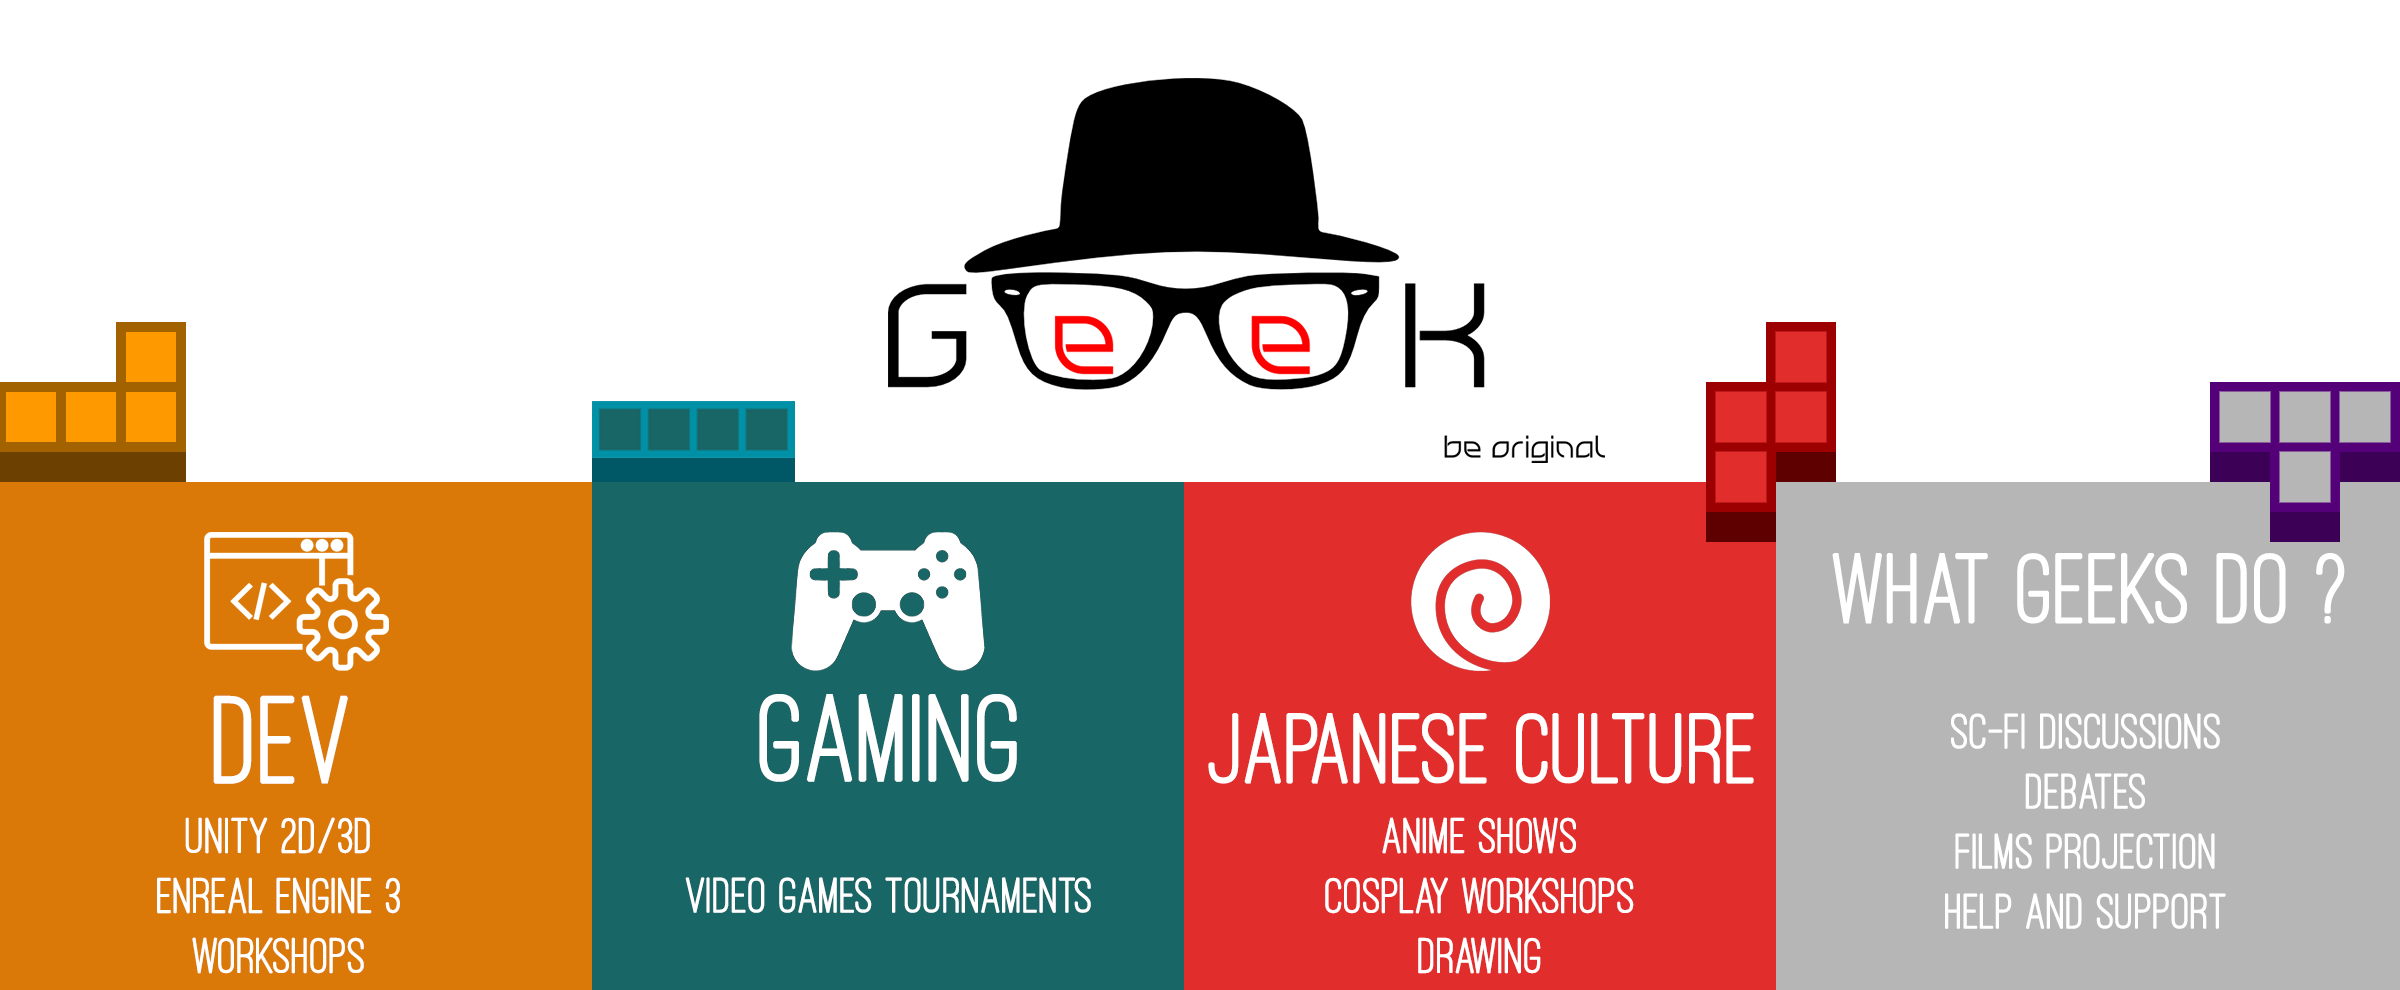 GeeK
be original
DEV
UNITY 2D/3D
ENREAL ENGINE 3
WORKSHOPS
GAMING
VIDEO GAMES TOURNAMENTS
JAPANESE CULTURE
ANIME SHOWS
COSPLAY WORKSHOPS
DRAWING
WHAT GEEKS DO ?
SC-FI DISCUSSIONS
DEBATES
FILMS PROJECTION
HELP AND SUPPORT